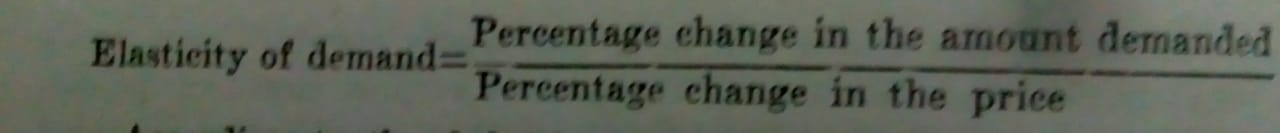 Percentage change in the amount demanded
Elasticity of demand=
Percentage change in the price